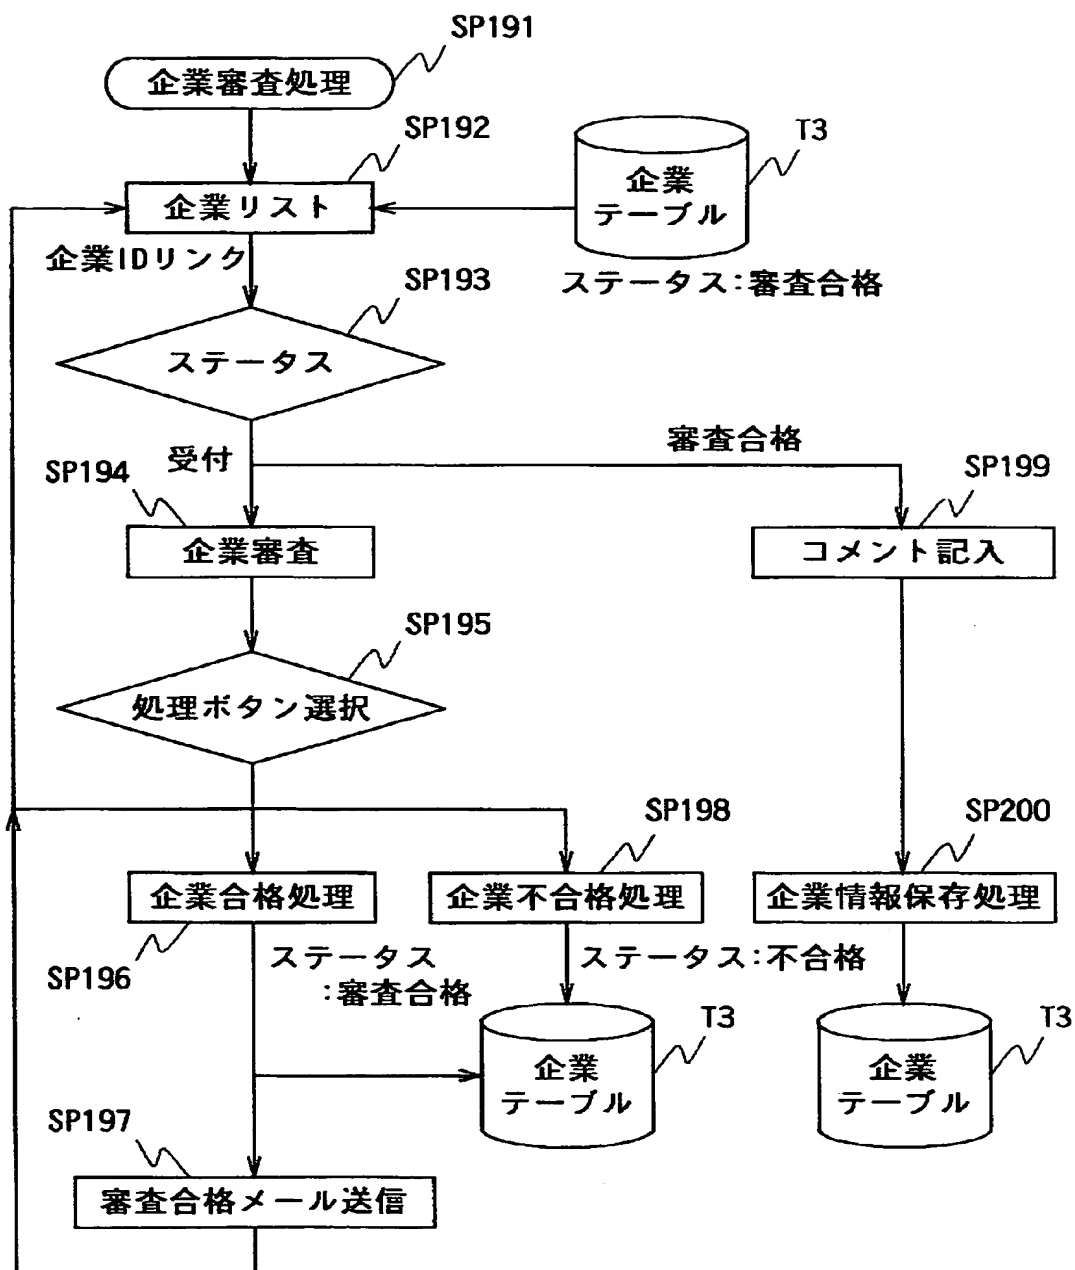 SP191
企業審査処理
SP192
T3
企業リスト
企業
テーブル
企業IDリンク
ステータス:審査合格
SP193
ステータス
受付
審査合格
SP194
SP199
企業審査
コメント記入
SP195
処理ボタン選択
SP198
SP200
企業合格処理
企業不合格処理
企業情報保存処理
SP196
ステータス
:審査合格
ステータス:不合格
T3
T3
企業
テーブル
企業
テーブル
SP197
審査合格メール送信